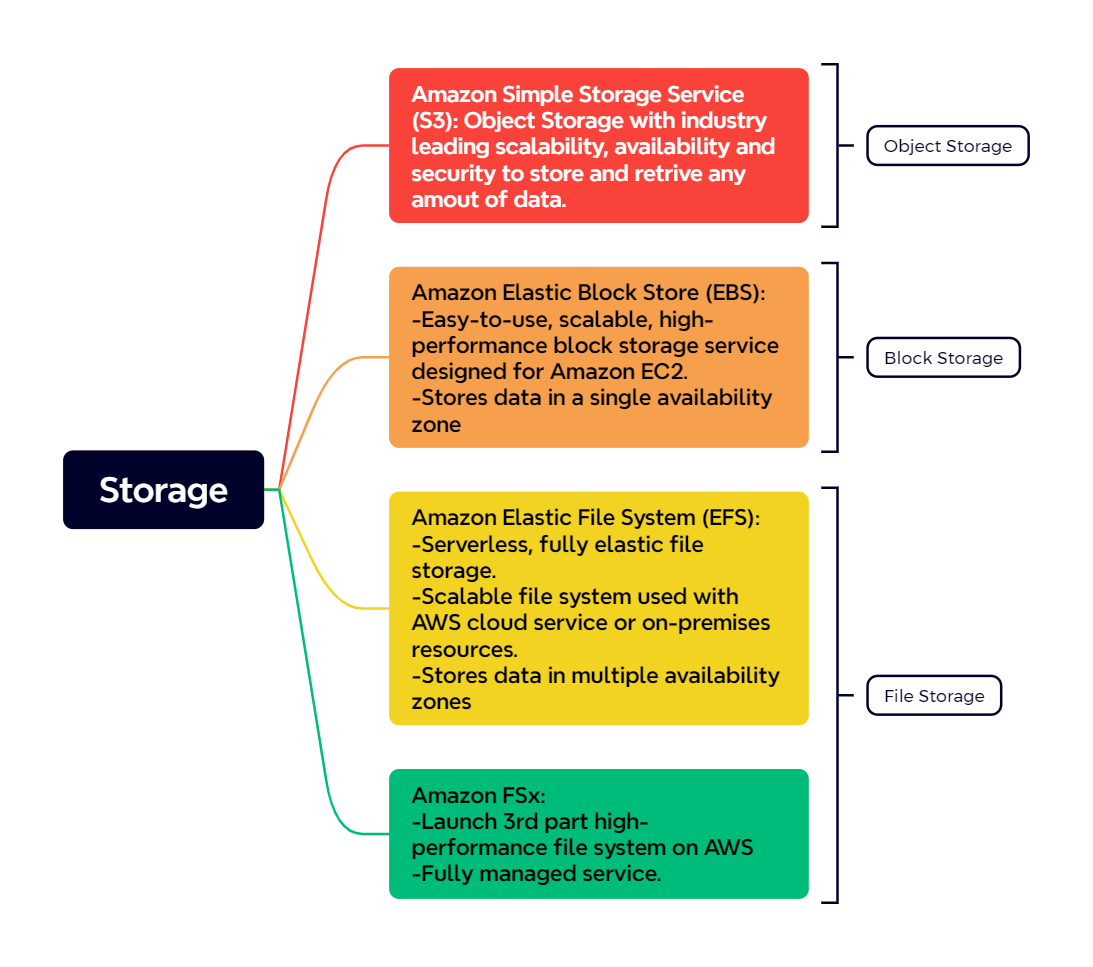 Amazon Simple Storage Service
(S3): Object Storage with industry
leading scalability, availability and
security to store and retrive any
amout of data.
Object Storage
Amazon Elastic Block Store (EBS):
-Easy-to-use, scalable, high-
performance block storage service
designed for Amazon EC2.
-Stores data in a single availability
zone
Block Storage
Storage
Amazon Elastic File System (EFS):
-Serverless, fully elastic file
storage.
-Scalable file system used with
AWS cloud service or on-premises
resources.
-Stores data in multiple availability
zones
File Storage
Amazon FSx:
-Launch 3rd part high-
performance file system on AWS
-Fully managed service.